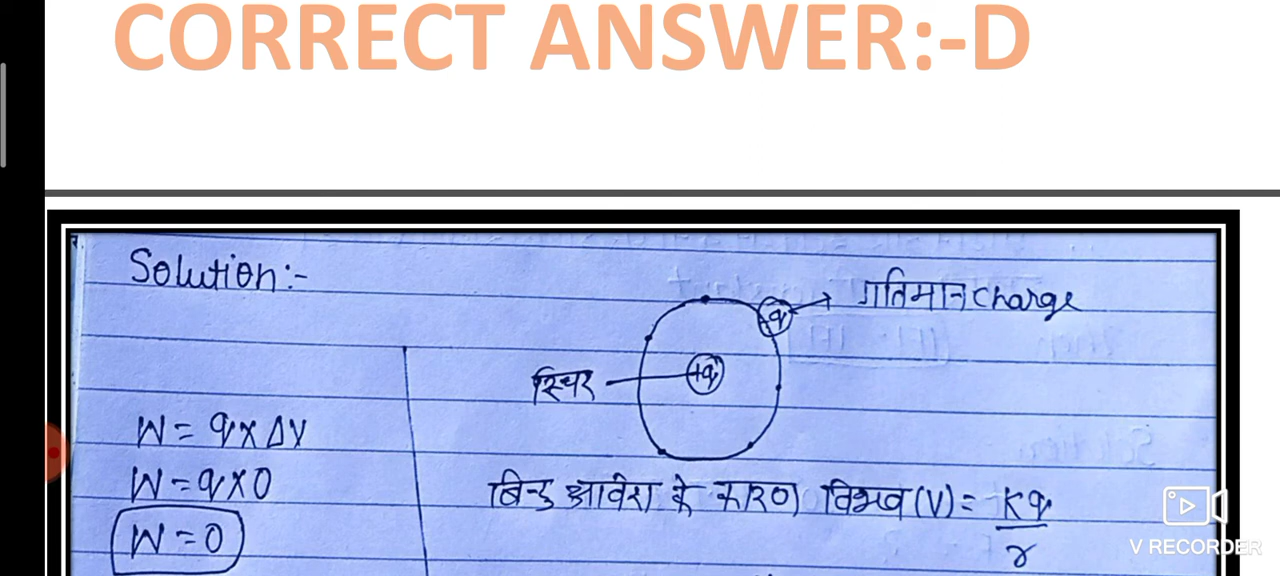 CORRECT ANSWER:-D
Solution:-
गतिमान charge
-q
स्थिर
+q
W = q x ΔV
W = q x 0
W = 0
बिन्दु आवेश के कारण विभव (V) = Kq
r
V RECORDER